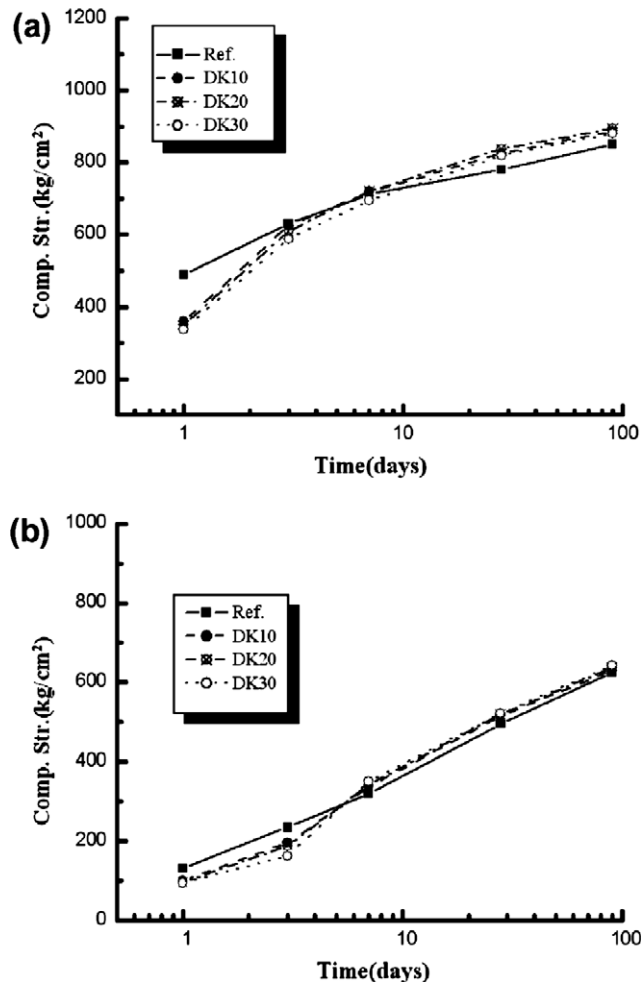 (a)
1200
1000
800
600
400
200
Comp. Str.(kg/cm²)
Ref.
DK10
DK20
DK30
1
10
100
Time(days)
(b)
1000
800
600
400
200
0
Comp. Str.(kg/cm²)
Ref.
DK10
DK20
DK30
1
10
100
Time(days)